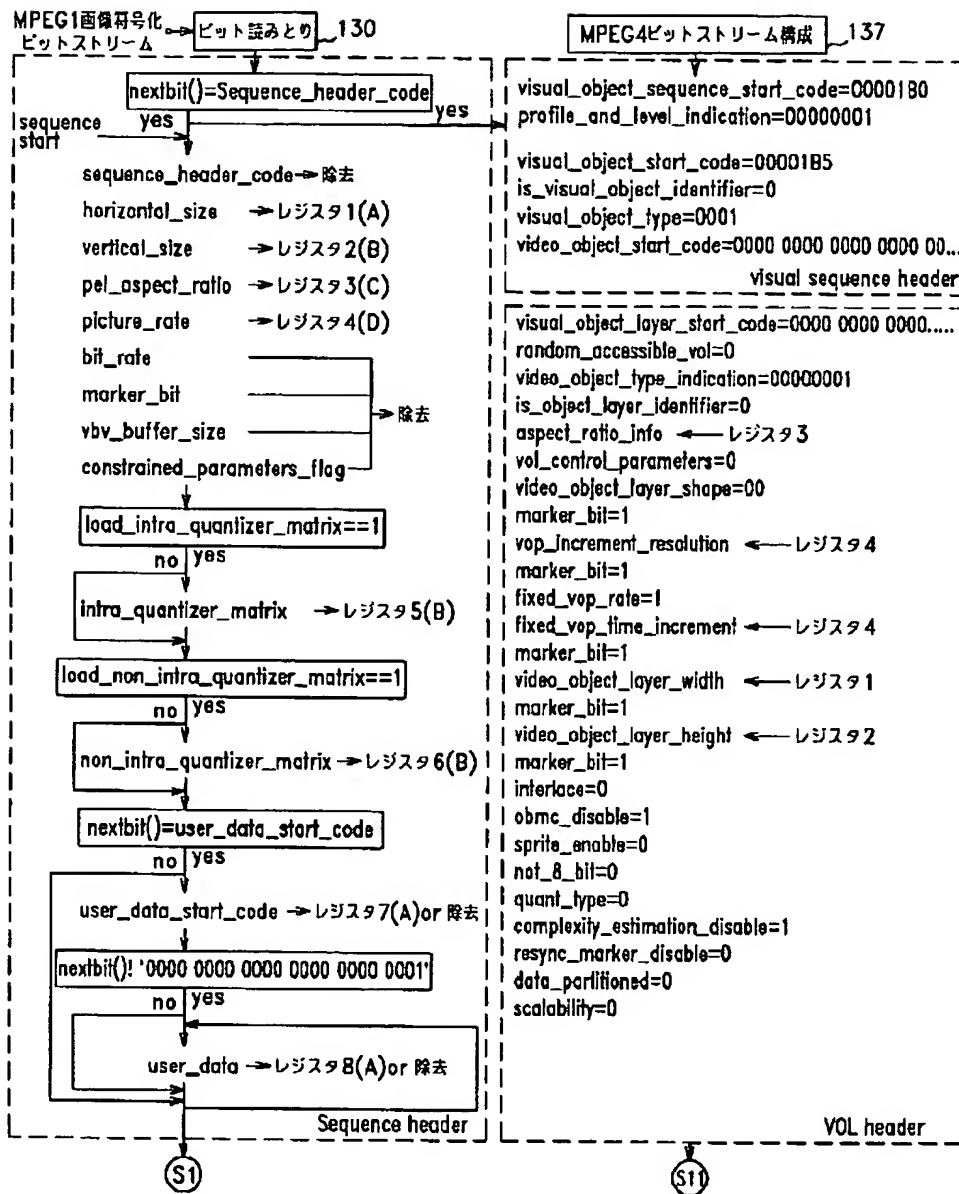 MPEG1画像符号化
ビットストリーム
ビット読みとり
130
nextbit()=Sequence_header_code
yes
yes
sequence
start
sequence_header_code→除去
horizontal_size →レジスタ1(A)
vertical_size →レジスタ2(B)
pel_aspect_ratio →レジスタ3(C)
picture_rate →レジスタ4(D)
bit_rate
marker_bit
→除去
vbv_buffer_size
constrained_parameters_flag
load_intra_quantizer_matrix==1
no yes
intra_quantizer_matrix →レジスタ5(B)
load_non_intra_quantizer_matrix==1
no yes
non_intra_quantizer_matrix→レジスタ6(B)
nextbit()=user_data_start_code
no yes
user_data_start_code →レジスタ7(A)or 除去
nextbit()! '0000 0000 0000 0000 0000 0001'
no yes
user_data →レジスタ8(A)or 除去
Sequence header
S1
MPEG4ビットストリーム構成
137
visual_object_sequence_start_code=00001B0
profile_and_level_indication=00000001
visual_object_start_code=00001B5
is_visual_object_identifier=0
visual_object_type=0001
video_object_start_code=0000 0000 0000 0000 00...
visual sequence header
visual_object_layer_start_code=0000 0000 0000.....
random_accessible_vol=0
video_object_type_indication=00000001
is_object_layer_identifier=0
aspect_ratio_info ← レジスタ3
vol_control_parameters=0
video_object_layer_shape=00
marker_bit=1
vop_increment_resolution ← レジスタ4
marker_bit=1
fixed_vop_rate=1
fixed_vop_time_increment ← レジスタ4
marker_bit=1
video_object_layer_width ← レジスタ1
marker_bit=1
video_object_layer_height ← レジスタ2
marker_bit=1
interlace=0
obmc_disable=1
sprite_enable=0
not_8_bit=0
quant_type=0
complexity_estimation_disable=1
resync_marker_disable=0
data_partitioned=0
scalability=0
VOL header
S11